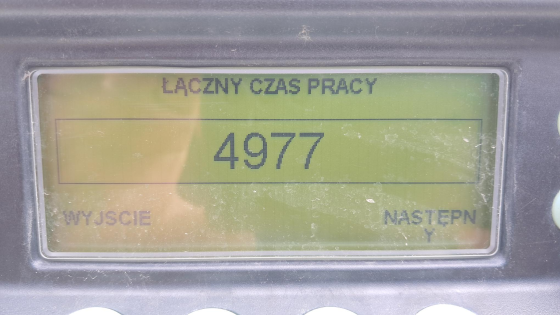 ŁĄCZNY CZAS PRACY
4977
WYJSCIE
NASTĘPN
Y